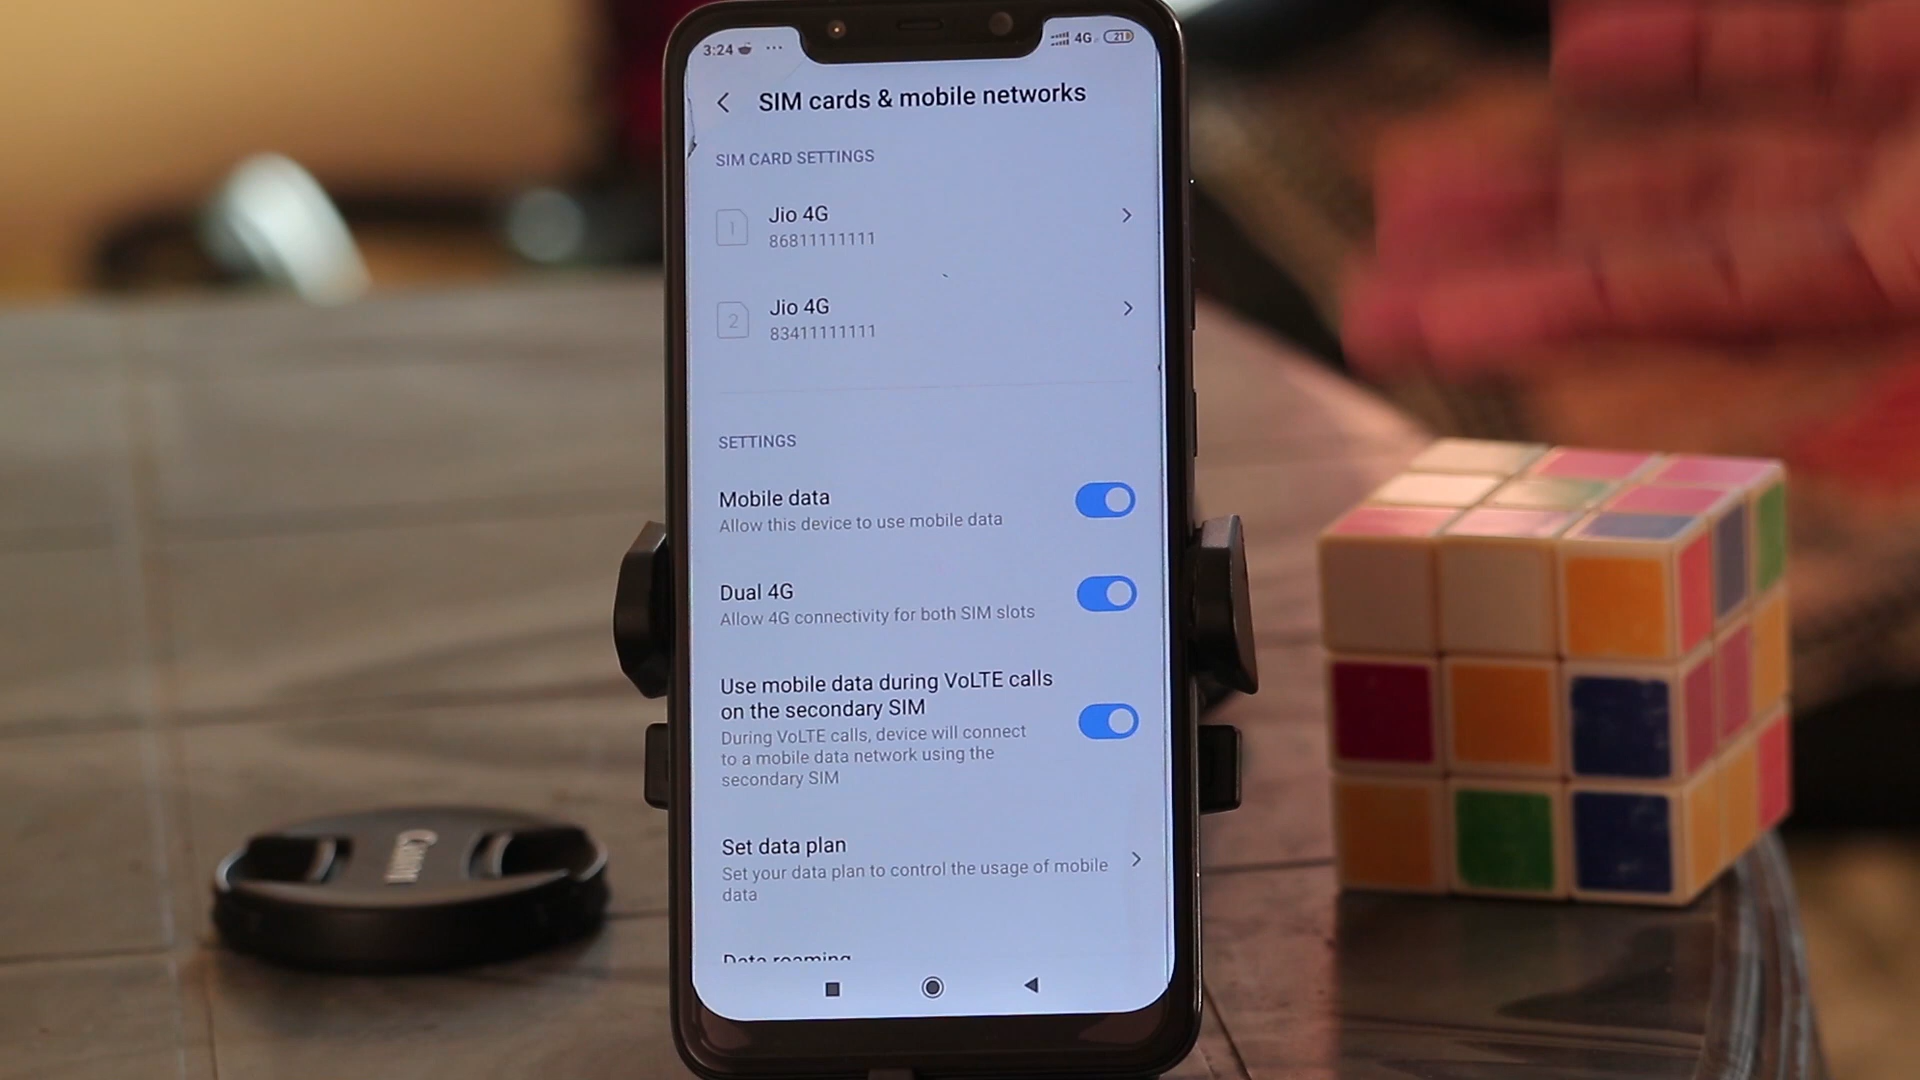 3:24 ... 4G 21
SIM cards & mobile networks
SIM CARD SETTINGS
1
Jio 4G
86811111111
2
Jio 4G
83411111111
SETTINGS
Mobile data
Allow this device to use mobile data
Dual 4G
Allow 4G connectivity for both SIM slots
Use mobile data during VoLTE calls
on the secondary SIM
During VoLTE calls, device will connect
to a mobile data network using the
secondary SIM
Set data plan
Set your data plan to control the usage of mobile
data
Data roaming
Canon